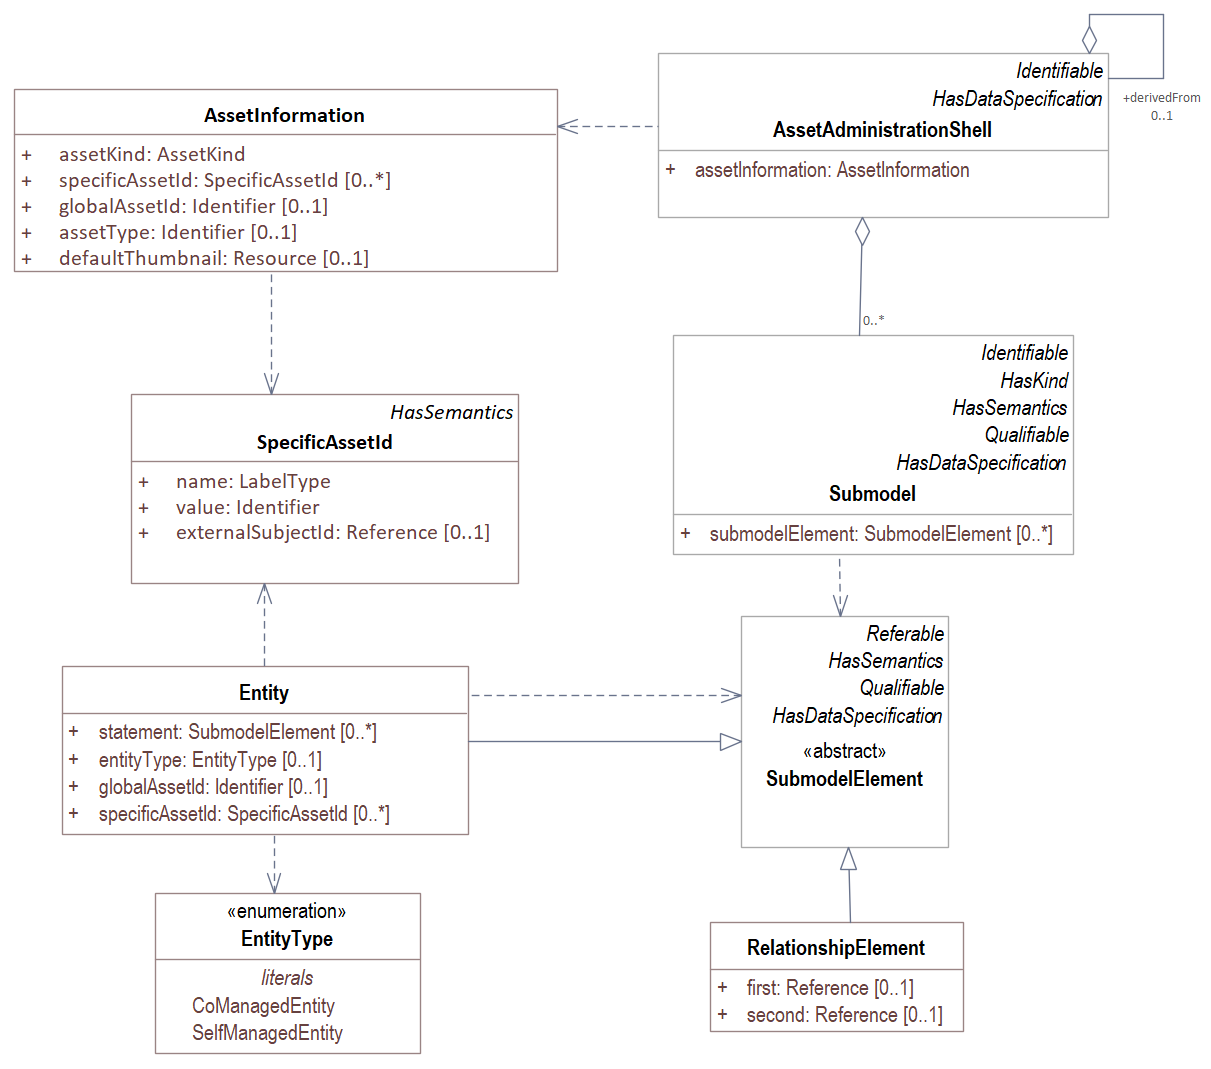 Identifiable
HasDataSpecification
AssetAdministrationShell
+ assetInformation: AssetInformation
+derivedFrom
0..1
AssetInformation
+ assetKind: AssetKind
+ specificAssetId: SpecificAssetId [0..*]
+ globalAssetId: Identifier [0..1]
+ assetType: Identifier [0..1]
+ defaultThumbnail: Resource [0..1]
0..*
Identifiable
HasKind
HasSemantics
Qualifiable
HasDataSpecification
Submodel
+ submodelElement: SubmodelElement [0..*]
HasSemantics
SpecificAssetId
+ name: LabelType
+ value: Identifier
+ externalSubjectId: Reference [0..1]
Referable
HasSemantics
Qualifiable
HasDataSpecification
«abstract»
SubmodelElement
Entity
+ statement: SubmodelElement [0..*]
+ entityType: EntityType [0..1]
+ globalAssetId: Identifier [0..1]
+ specificAssetId: SpecificAssetId [0..*]
«enumeration»
EntityType
literals
CoManagedEntity
SelfManagedEntity
RelationshipElement
+ first: Reference [0..1]
+ second: Reference [0..1]